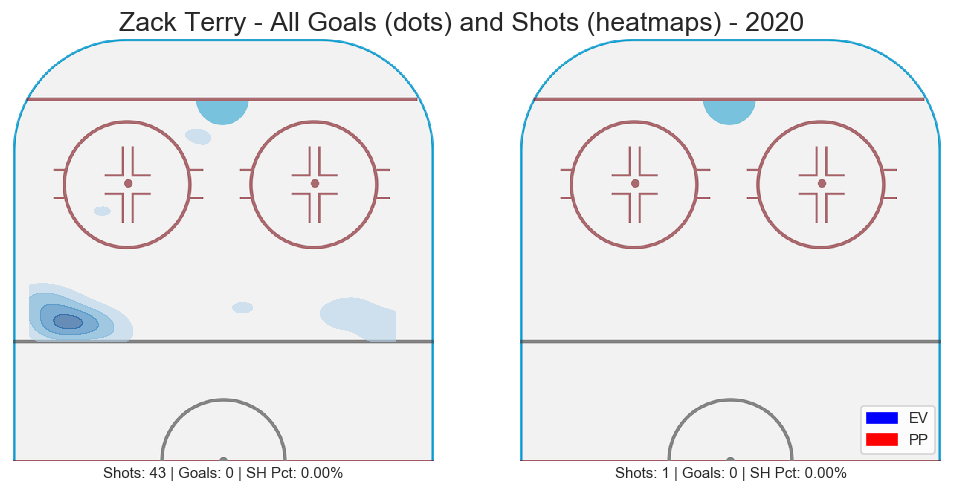 Zack Terry - All Goals (dots) and Shots (heatmaps) - 2020
EV
PP
Shots: 43 | Goals: 0 | SH Pct: 0.00%
Shots: 1 | Goals: 0 | SH Pct: 0.00%